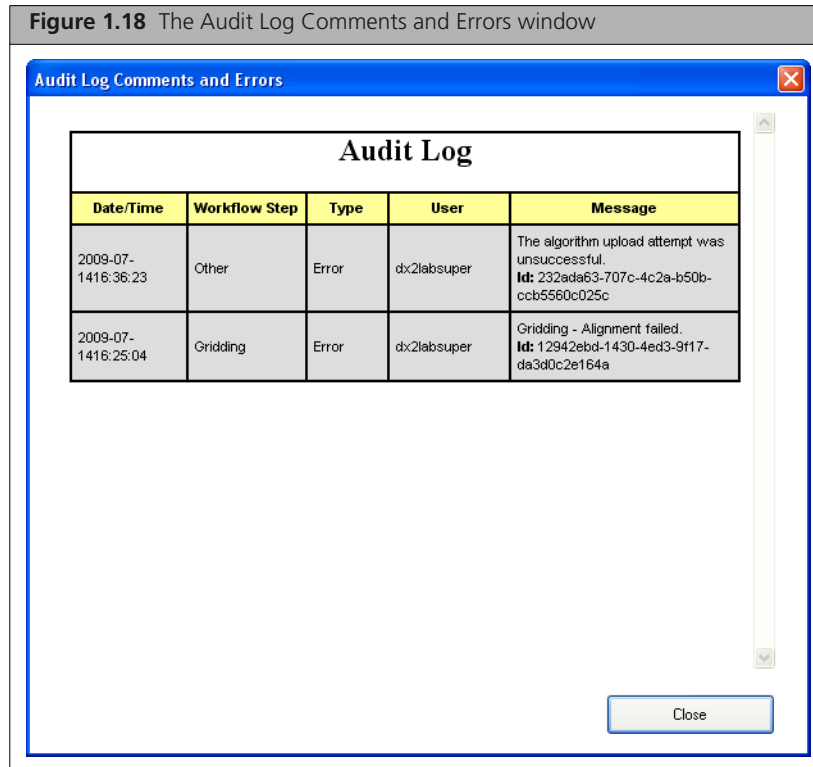 Figure 1.18 The Audit Log Comments and Errors window
Audit Log Comments and Errors
Audit Log
Date/Time Workflow Step Type User Message
2009-07-
1416:36:23
Other
Error
dx2labsuper
The algorithm upload attempt was
unsuccessful.
Id: 232ada63-707c-4c2a-b50b-
ccb5560c025c
2009-07-
1416:25:04
Gridding
Error
dx2labsuper
Gridding - Alignment failed.
Id: 12942ebd-1430-4ed3-9f17-
da3d0c2e164a
Close